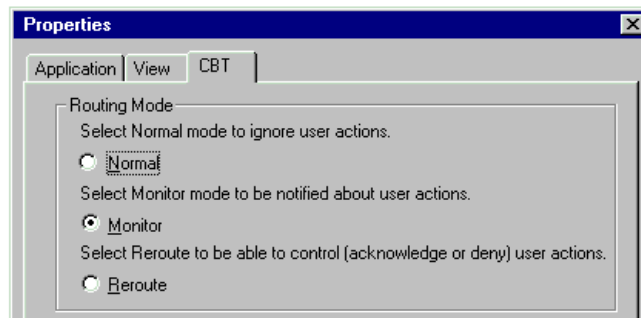 Properties
Application View CBT
Routing Mode
Select Normal mode to ignore user actions.
Normal
Select Monitor mode to be notified about user actions.
Monitor
Select Reroute to be able to control (acknowledge or deny) user actions.
Reroute